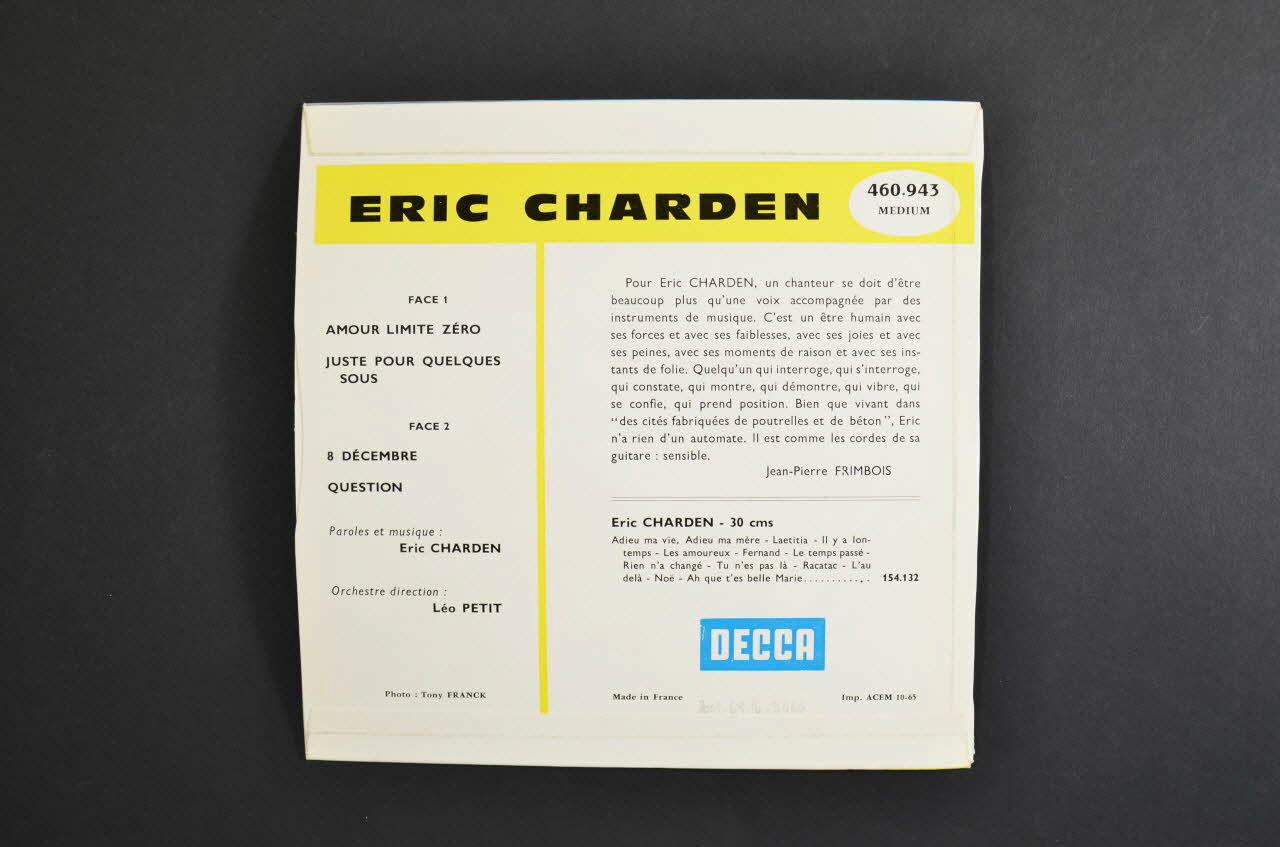 ERIC CHARDEN
460.943
MEDIUM
FACE 1
AMOUR LIMITE ZÉRO
JUSTE POUR QUELQUES
SOUS
FACE 2
8 DÉCEMBRE
QUESTION
Paroles et musique :
Eric CHARDEN
Orchestre direction :
Léo PETIT
Photo : Tony FRANCK
Pour Eric CHARDEN, un chanteur se doit d'être
beaucoup plus qu'une voix accompagnée par des
instruments de musique. C'est un être humain avec
ses forces et avec ses faiblesses, avec ses joies et avec
ses peines, avec ses moments de raison et avec ses ins-
tants de folie. Quelqu'un qui interroge, qui s'interroge,
qui constate, qui montre, qui démontre, qui vibre, qui
se confie, qui prend position. Bien que vivant dans
“des cités fabriquées de poutrelles et de béton”, Eric
n'a rien d'un automate. Il est comme les cordes de sa
guitare : sensible.
Jean-Pierre FRIMBOIS
Eric CHARDEN - 30 cms
Adieu ma vie, Adieu ma mère - Laetitia - Il y a lon-
temps - Les amoureux - Fernand - Le temps passé -
Rien n'a changé - Tu n'es pas là - Racatac - L'au
delà - Noë - Ah que t'es belle Marie........... 154.132
DECCA
Made in France
Imp. ACEM 10-65